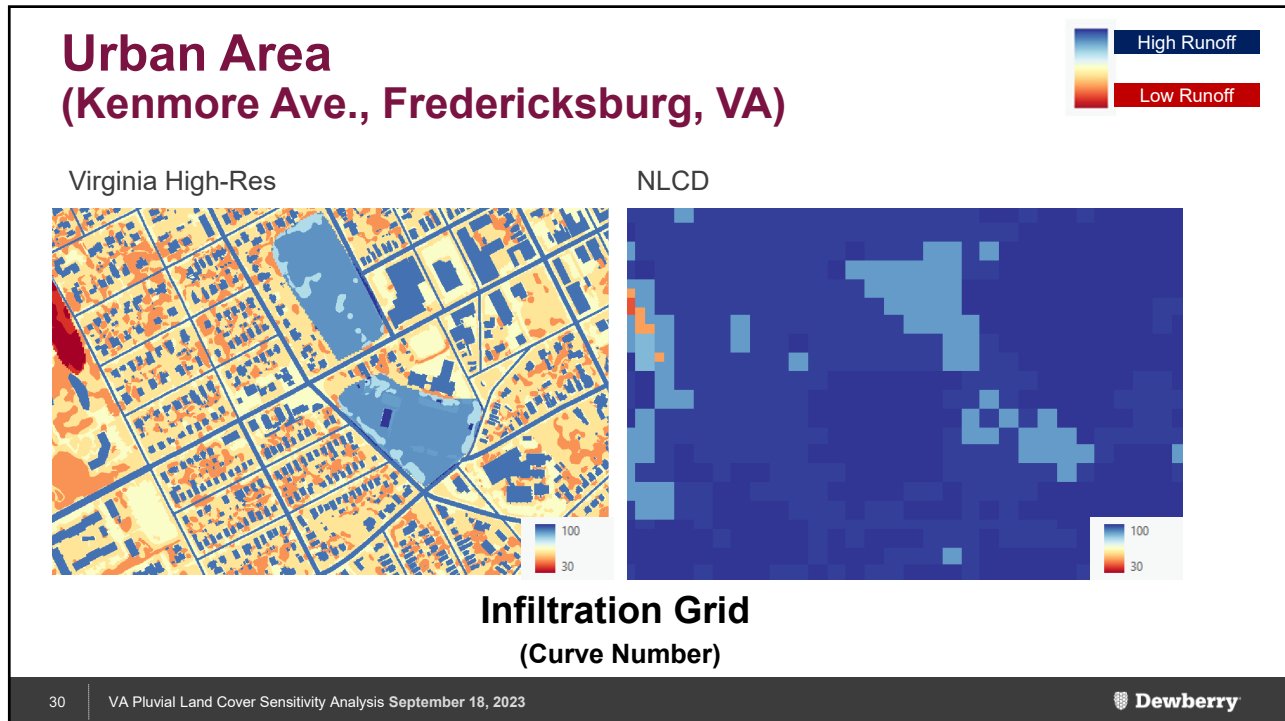 Urban Area
(Kenmore Ave., Fredericksburg, VA)
High Runoff
Low Runoff
Virginia High-Res
NLCD
100
30
100
30
Infiltration Grid
(Curve Number)
30 VA Pluvial Land Cover Sensitivity Analysis September 18, 2023
Dewberry